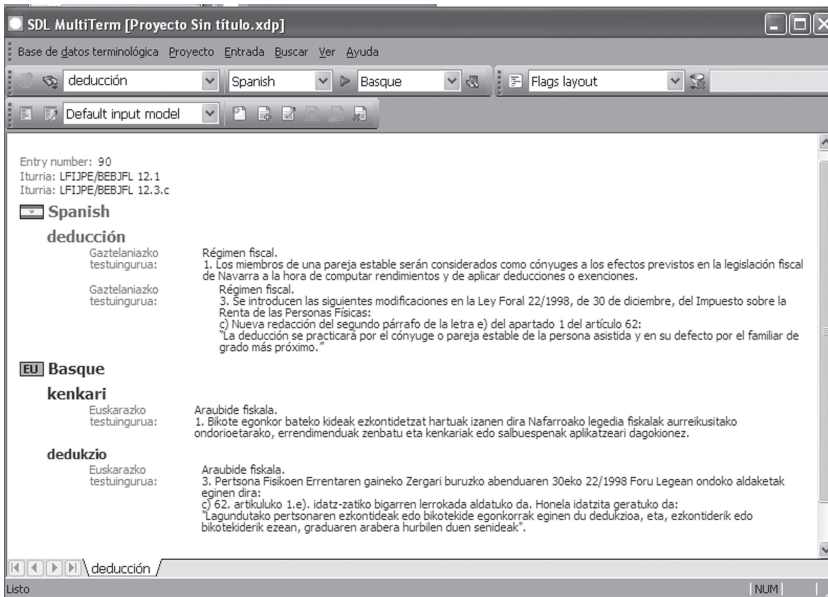 SDL MultiTerm [Proyecto Sin título.xdp]
Base de datos terminológica Proyecto Entrada Buscar Ver Ayuda
deducción Spanish Basque Flags layout
Default input model
Entry number: 90
Iturria: LFIJPE/BEBJFL 12.1
Iturria: LFIJPE/BEBJFL 12.3.c
Spanish
deducción
Gaztelaniazko testuingurua:
Régimen fiscal.
1. Los miembros de una pareja estable serán considerados como cónyuges a los efectos previstos en la legislación fiscal
de Navarra a la hora de computar rendimientos y de aplicar deducciones o exenciones.
Gaztelaniazko testuingurua:
Régimen fiscal.
3. Se introducen las siguientes modificaciones en la Ley Foral 22/1998, de 30 de diciembre, del Impuesto sobre la
Renta de las Personas Físicas:
c) Nueva redacción del segundo párrafo de la letra e) del apartado 1 del artículo 62:
"La deducción se practicará por el cónyuge o pareja estable de la persona asistida y en su defecto por el familiar de
grado más próximo."
EU Basque
kenkari
Euskarazko testuingurua:
Araubide fiskala.
1. Bikote egonkor bateko kideak ezkontidetzat hartuak izanen dira Nafarroako legedia fiskalak aurreikusitako
ondorioetarako, errendimenduak zenbatu eta kenkariak edo salbuespenak aplikatzeari dagokionez.
dedukzio
Euskarazko testuingurua:
Araubide fiskala.
3. Pertsona Fisikoen Errentaren gaineko Zergari buruzko abenduaren 30eko 22/1998 Foru Legean ondoko aldaketak
eginen dira:
c) 62. artikuluko 1.e). idatz-zatiko bigarren lerrokada aldatuko da. Honela idatzita geratuko da:
"Lagundutako pertsonaren ezkontideak edo bikotekide egonkorrak eginen du dedukzioa, eta, ezkontiderik edo
bikotekiderik ezean, graduaren arabera hurbilen duen senideak".
deducción
Listo NUM